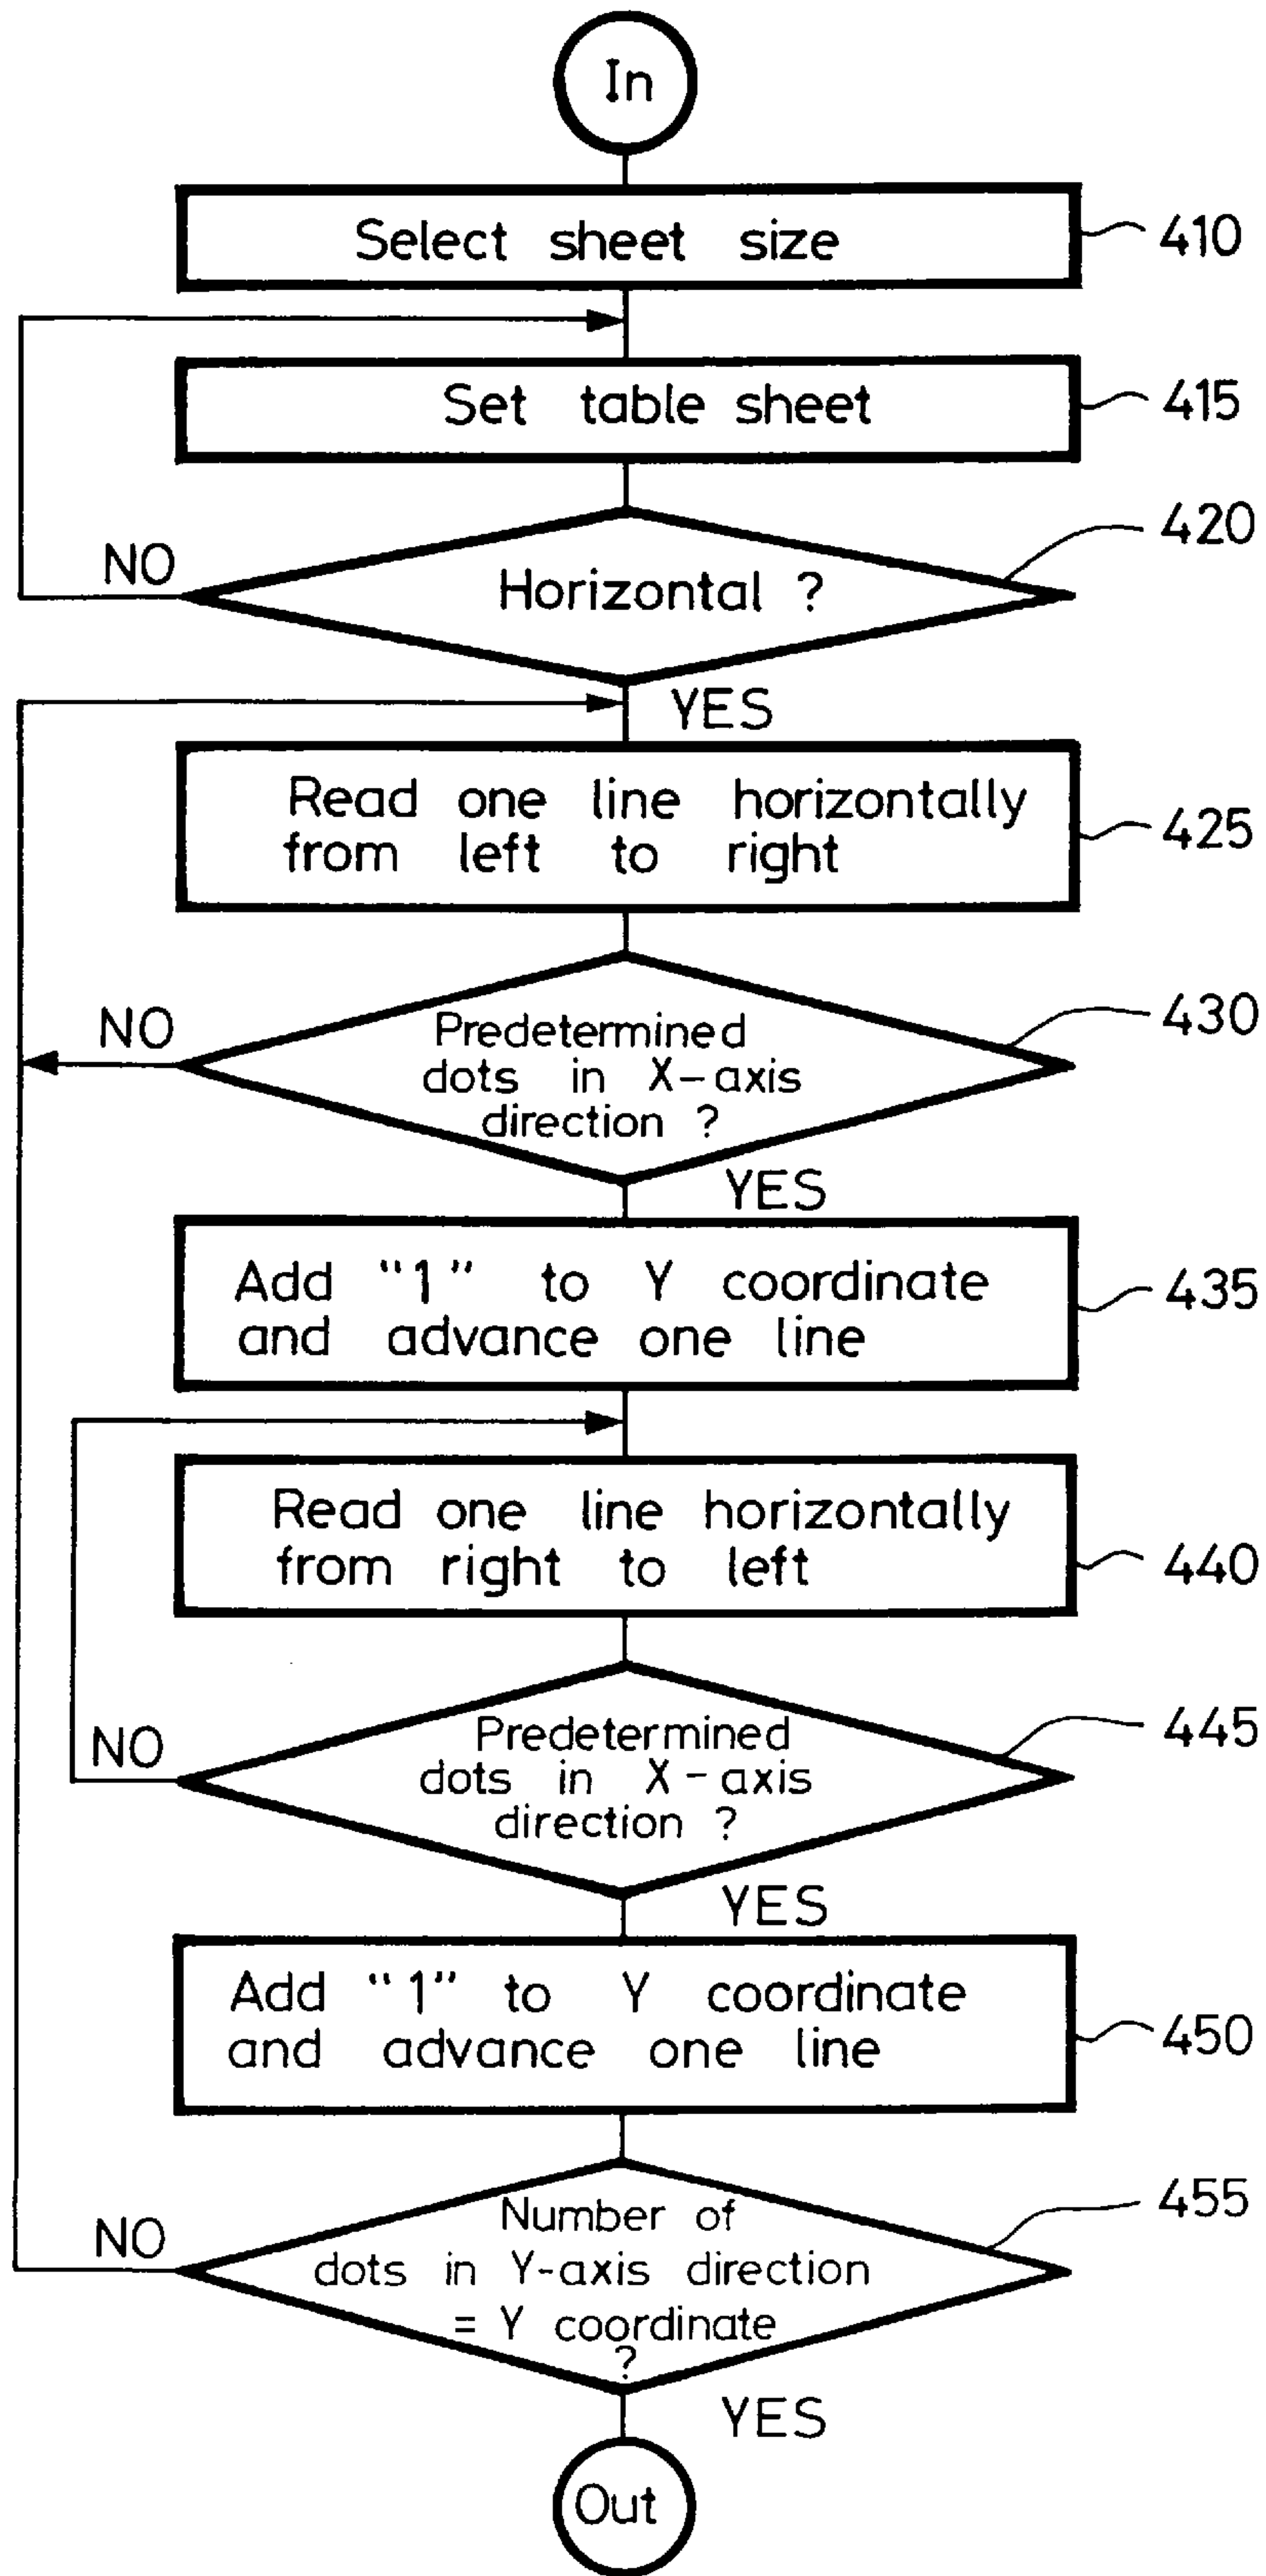 In
Select sheet size
410
Set table sheet
415
420
NO
Horizontal ?
YES
Read one line horizontally
from left to right
425
430
NO
Predetermined
dots in X-axis
direction ?
YES
Add "1" to Y coordinate
and advance one line
435
Read one line horizontally
from right to left
440
445
NO
Predetermined
dots in X-axis
direction ?
YES
Add "1" to Y coordinate
and advance one line
450
455
NO
Number of
dots in Y-axis direction
= Y coordinate
?
YES
Out